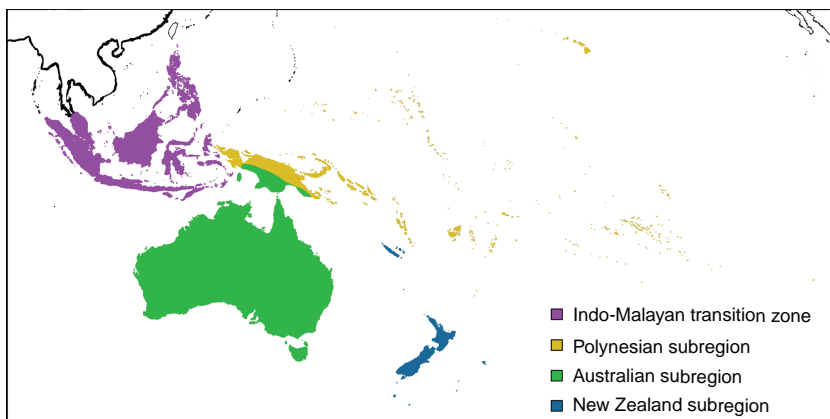 Indo-Malayan transition zone
Polynesian subregion
Australian subregion
New Zealand subregion